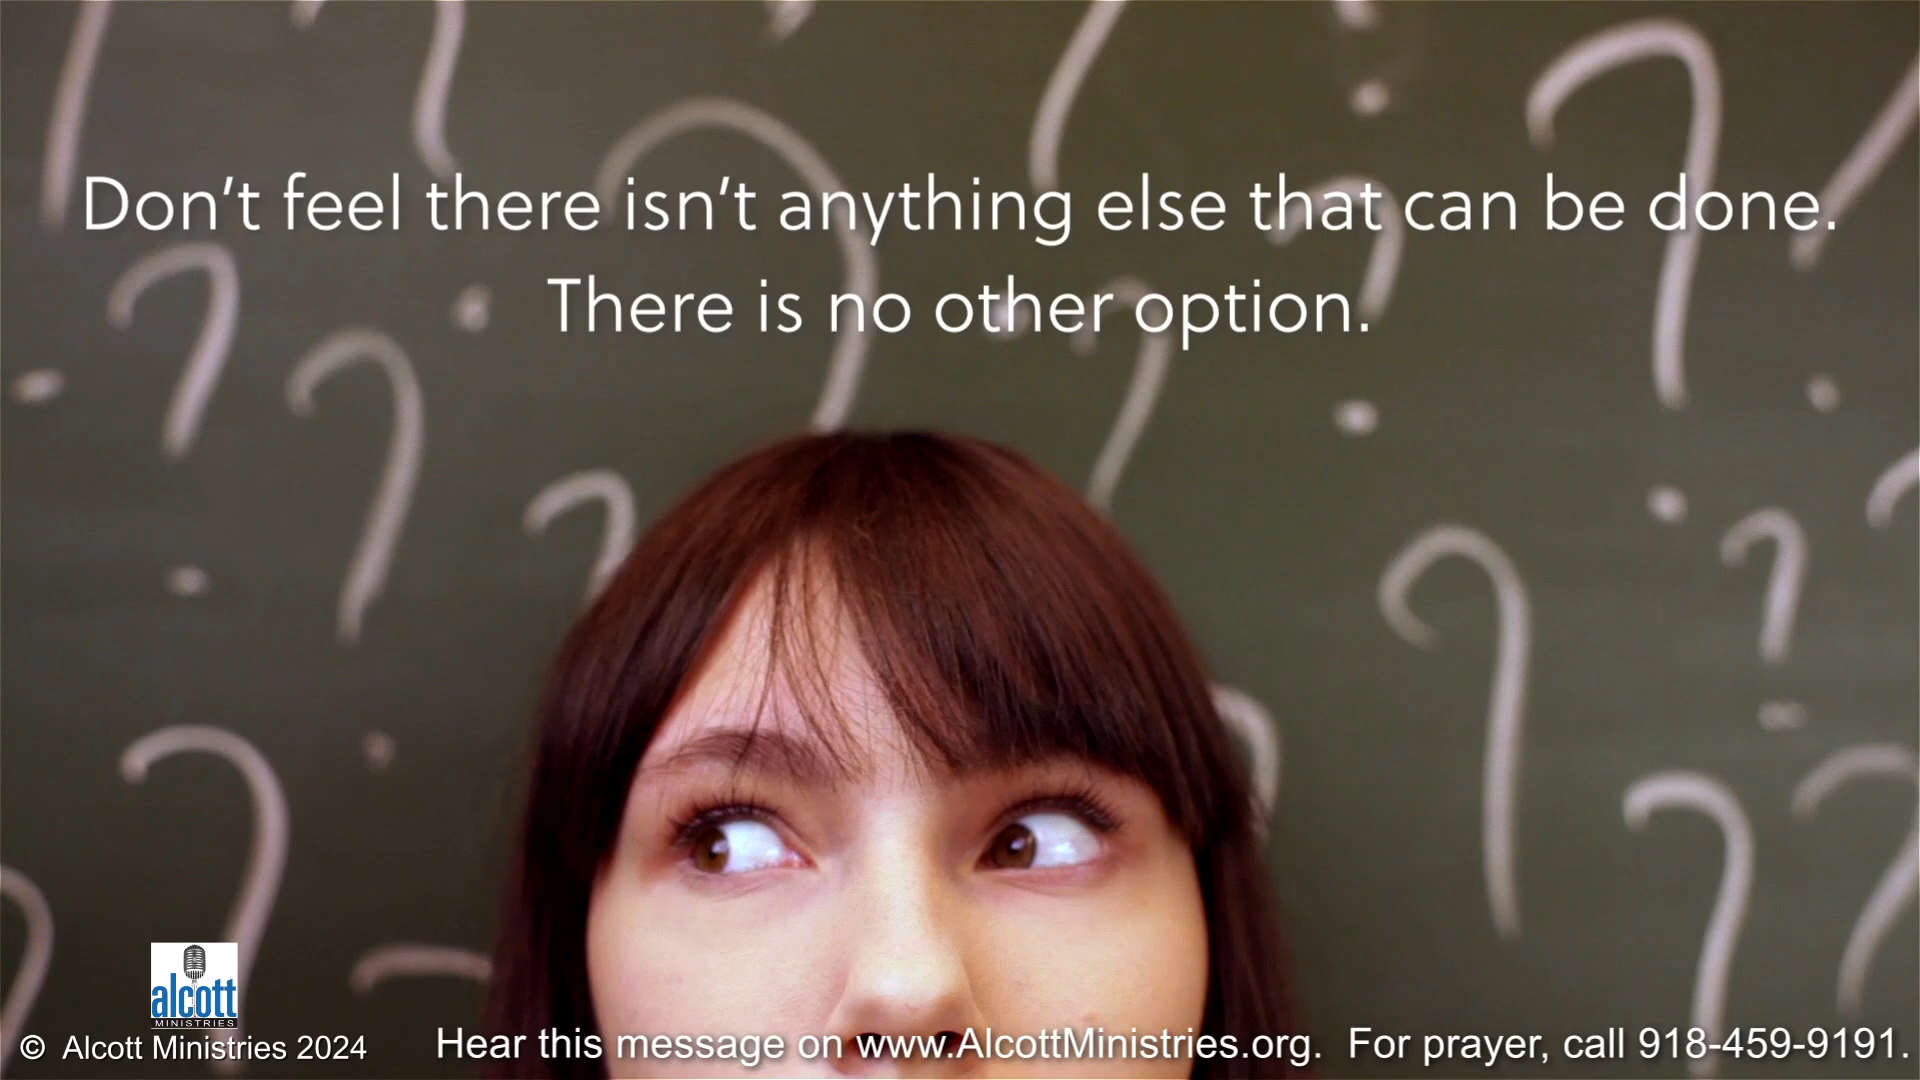 Don't feel there isn't anything else that can be done.
There is no other option.
alcott
MINISTRIES
© Alcott Ministries 2024
Hear this message on www.AlcottMinistries.org. For prayer, call 918-459-9191.